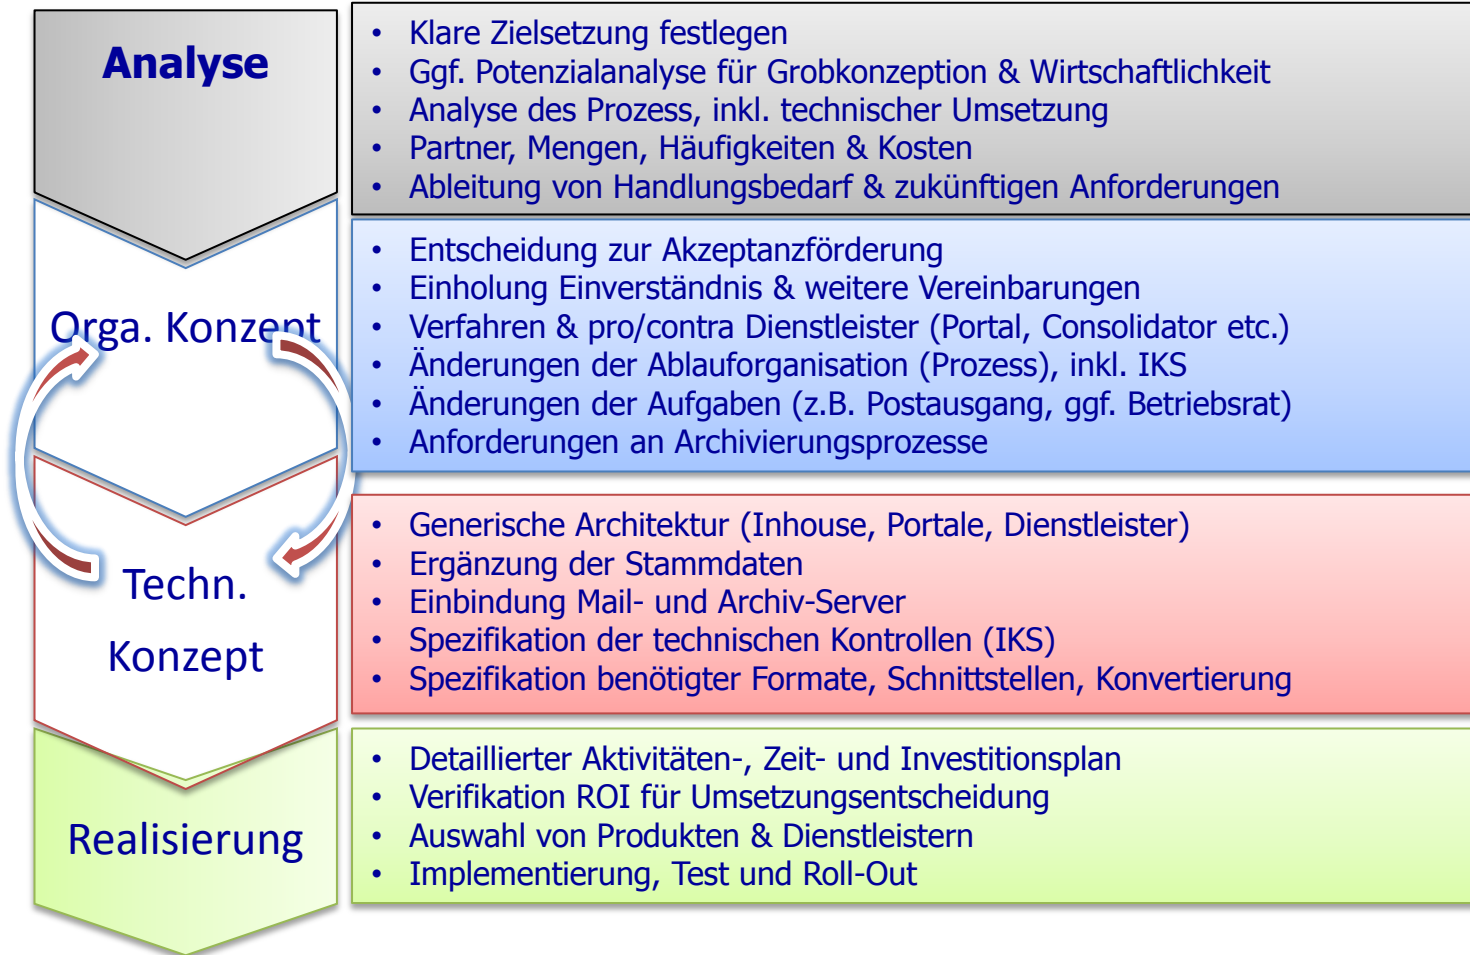 Analyse
• Klare Zielsetzung festlegen
• Ggf. Potenzialanalyse für Grobkonzeption & Wirtschaftlichkeit
• Analyse des Prozess, inkl. technischer Umsetzung
• Partner, Mengen, Häufigkeiten & Kosten
• Ableitung von Handlungsbedarf & zukünftigen Anforderungen
Orga. Konzept
• Entscheidung zur Akzeptanzförderung
• Einholung Einverständnis & weitere Vereinbarungen
• Verfahren & pro/contra Dienstleister (Portal, Consolidator etc.)
• Änderungen der Ablauforganisation (Prozess), inkl. IKS
• Änderungen der Aufgaben (z.B. Postausgang, ggf. Betriebsrat)
• Anforderungen an Archivierungsprozesse
Techn.
Konzept
• Generische Architektur (Inhouse, Portale, Dienstleister)
• Ergänzung der Stammdaten
• Einbindung Mail- und Archiv-Server
• Spezifikation der technischen Kontrollen (IKS)
• Spezifikation benötigter Formate, Schnittstellen, Konvertierung
Realisierung
• Detaillierter Aktivitäten-, Zeit- und Investitionsplan
• Verifikation ROI für Umsetzungsentscheidung
• Auswahl von Produkten & Dienstleistern
• Implementierung, Test und Roll-Out